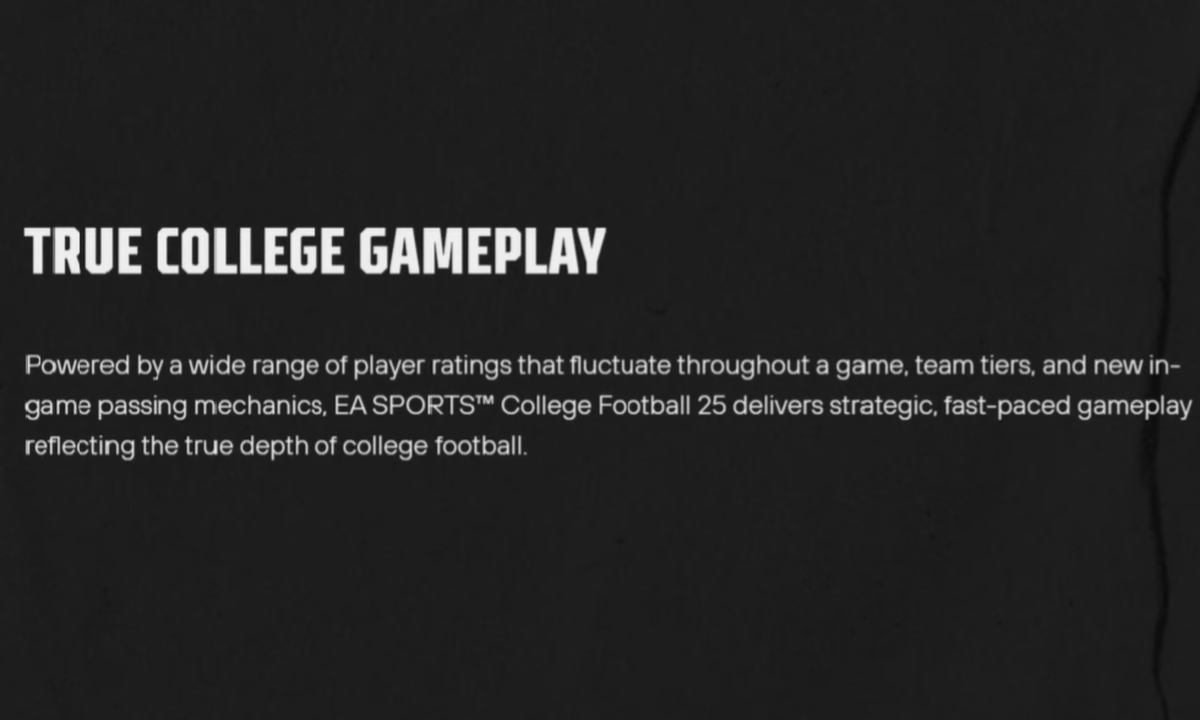 TRUE COLLEGE GAMEPLAY
Powered by a wide range of player ratings that fluctuate throughout a game, team tiers, and new in-
game passing mechanics, EA SPORTS™ College Football 25 delivers strategic, fast-paced gameplay
reflecting the true depth of college football.